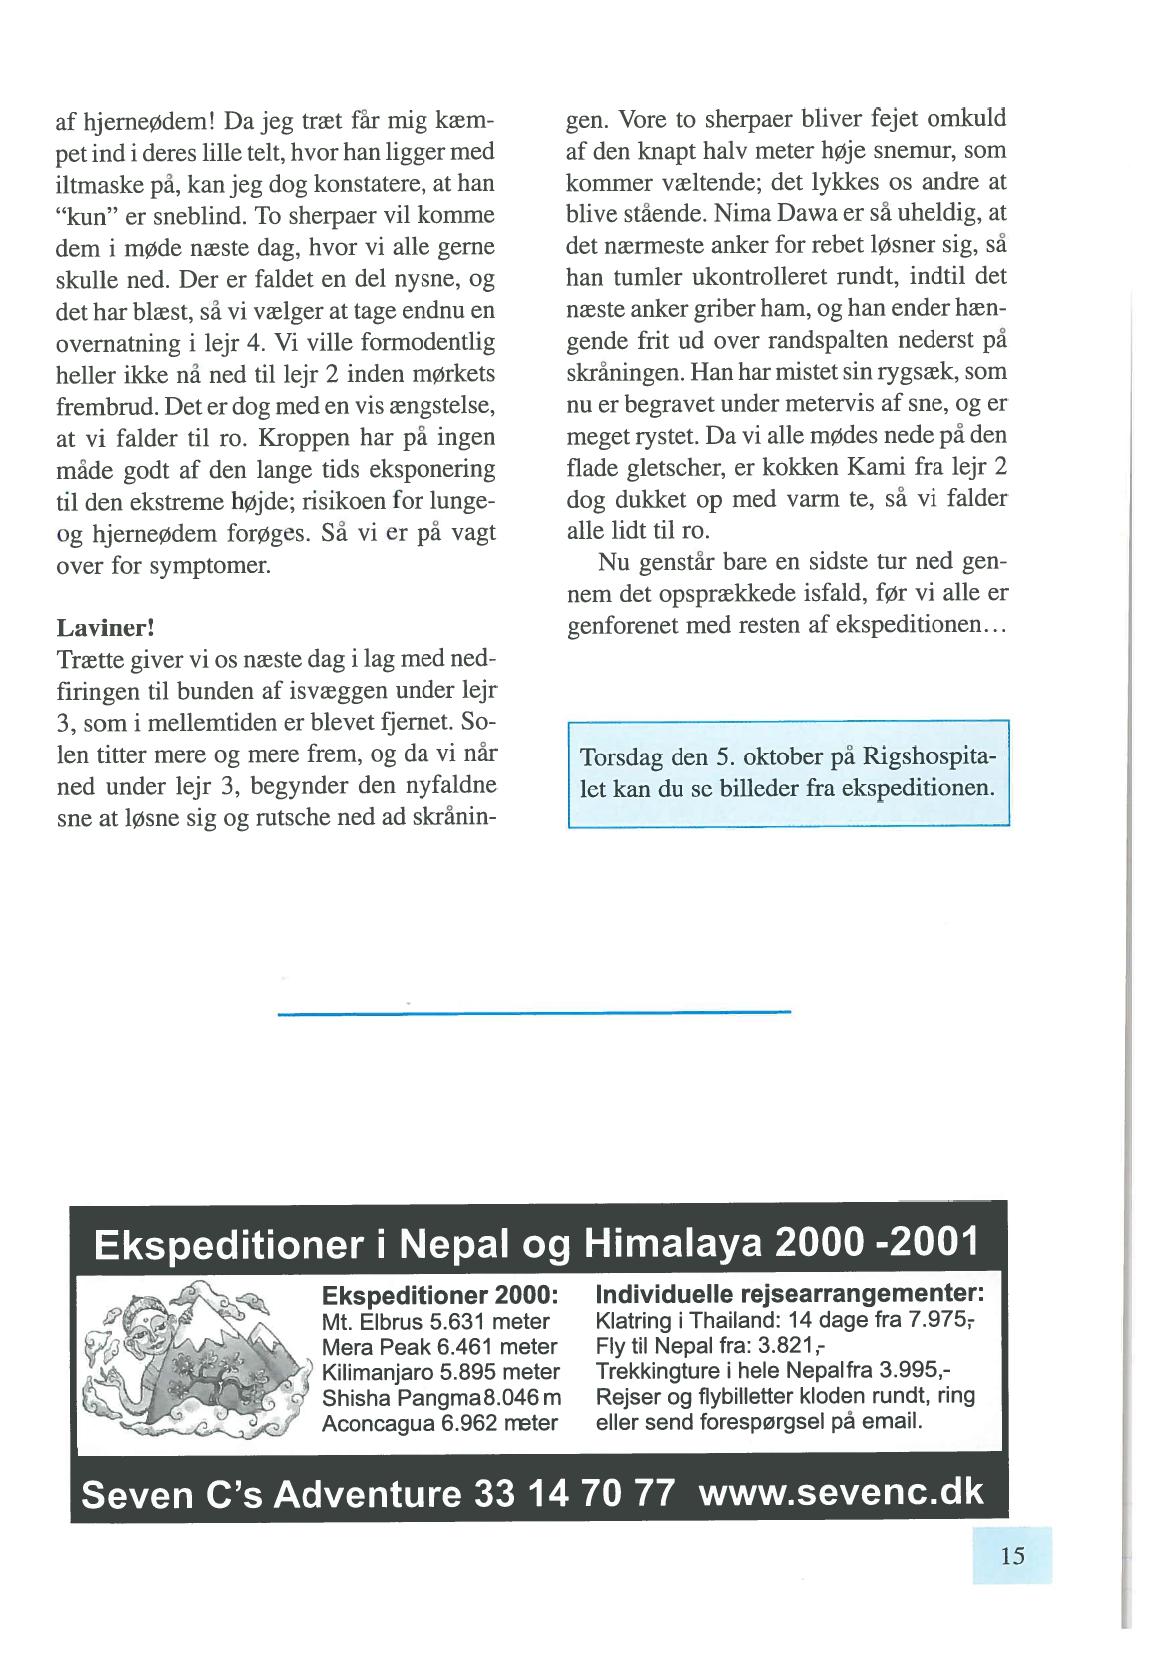 af hjerneødem! Da jeg træt får mig kæm-
pet ind i deres lille telt, hvor han ligger med
iltmaske på, kan jeg dog konstatere, at han
“kun” er sneblind. To sherpaer vil komme
dem i møde næste dag, hvor vi alle gerne
skulle ned. Der er faldet en del nysne, og
det har blæst, så vi vælger at tage endnu en
overnatning i lejr 4. Vi ville formodentlig
heller ikke nå ned til lejr 2 inden mørkets
frembrud. Det er dog med en vis ængstelse,
at vi falder til ro. Kroppen har på ingen
måde godt af den lange tids eksponering
til den ekstreme højde; risikoen for lunge-
og hjerneødem forøges. Så vi er på vagt
over for symptomer.
Laviner!
Trætte giver vi os næste dag i lag med ned-
firingen til bunden af isvæggen under lejr
3, som i mellemtiden er blevet fjernet. So-
len titter mere og mere frem, og da vi når
ned under lejr 3, begynder den nyfaldne
sne at løsne sig og rutsche ned ad skrånin-
gen. Vore to sherpaer bliver fejet omkuld
af den knapt halv meter høje snemur, som
kommer væltende; det lykkes os andre at
blive stående. Nima Dawa er så uheldig, at
det nærmeste anker for rebet løsner sig, så
han tumler ukontrolleret rundt, indtil det
næste anker griber ham, og han ender hæn-
gende frit ud over randspalten nederst på
skråningen. Han har mistet sin rygsæk, som
nu er begravet under metervis af sne, og er
meget rystet. Da vi alle mødes nede på den
flade gletscher, er kokken Kami fra lejr 2
dog dukket op med varm te, så vi falder
alle lidt til ro.
Nu genstår bare en sidste tur ned gen-
nem det opsprækkede isfald, før vi alle er
genforenet med resten af ekspeditionen...
Torsdag den 5. oktober på Rigshospita-
let kan du se billeder fra ekspeditionen.
Ekspeditioner i Nepal og Himalaya 2000 -2001
Ekspeditioner 2000:
Mt. Elbrus 5.631 meter
Mera Peak 6.461 meter
Kilimanjaro 5.895 meter
Shisha Pangma 8.046 m
Aconcagua 6.962 meter
Individuelle rejsearrangementer:
Klatring i Thailand: 14 dage fra 7.975,-
Fly til Nepal fra: 3.821,-
Trekkingture i hele Nepal fra 3.995,-
Rejser og flybilletter kloden rundt, ring
eller send forespørgsel på email.
Seven C's Adventure 33 14 70 77 www.sevenc.dk
15